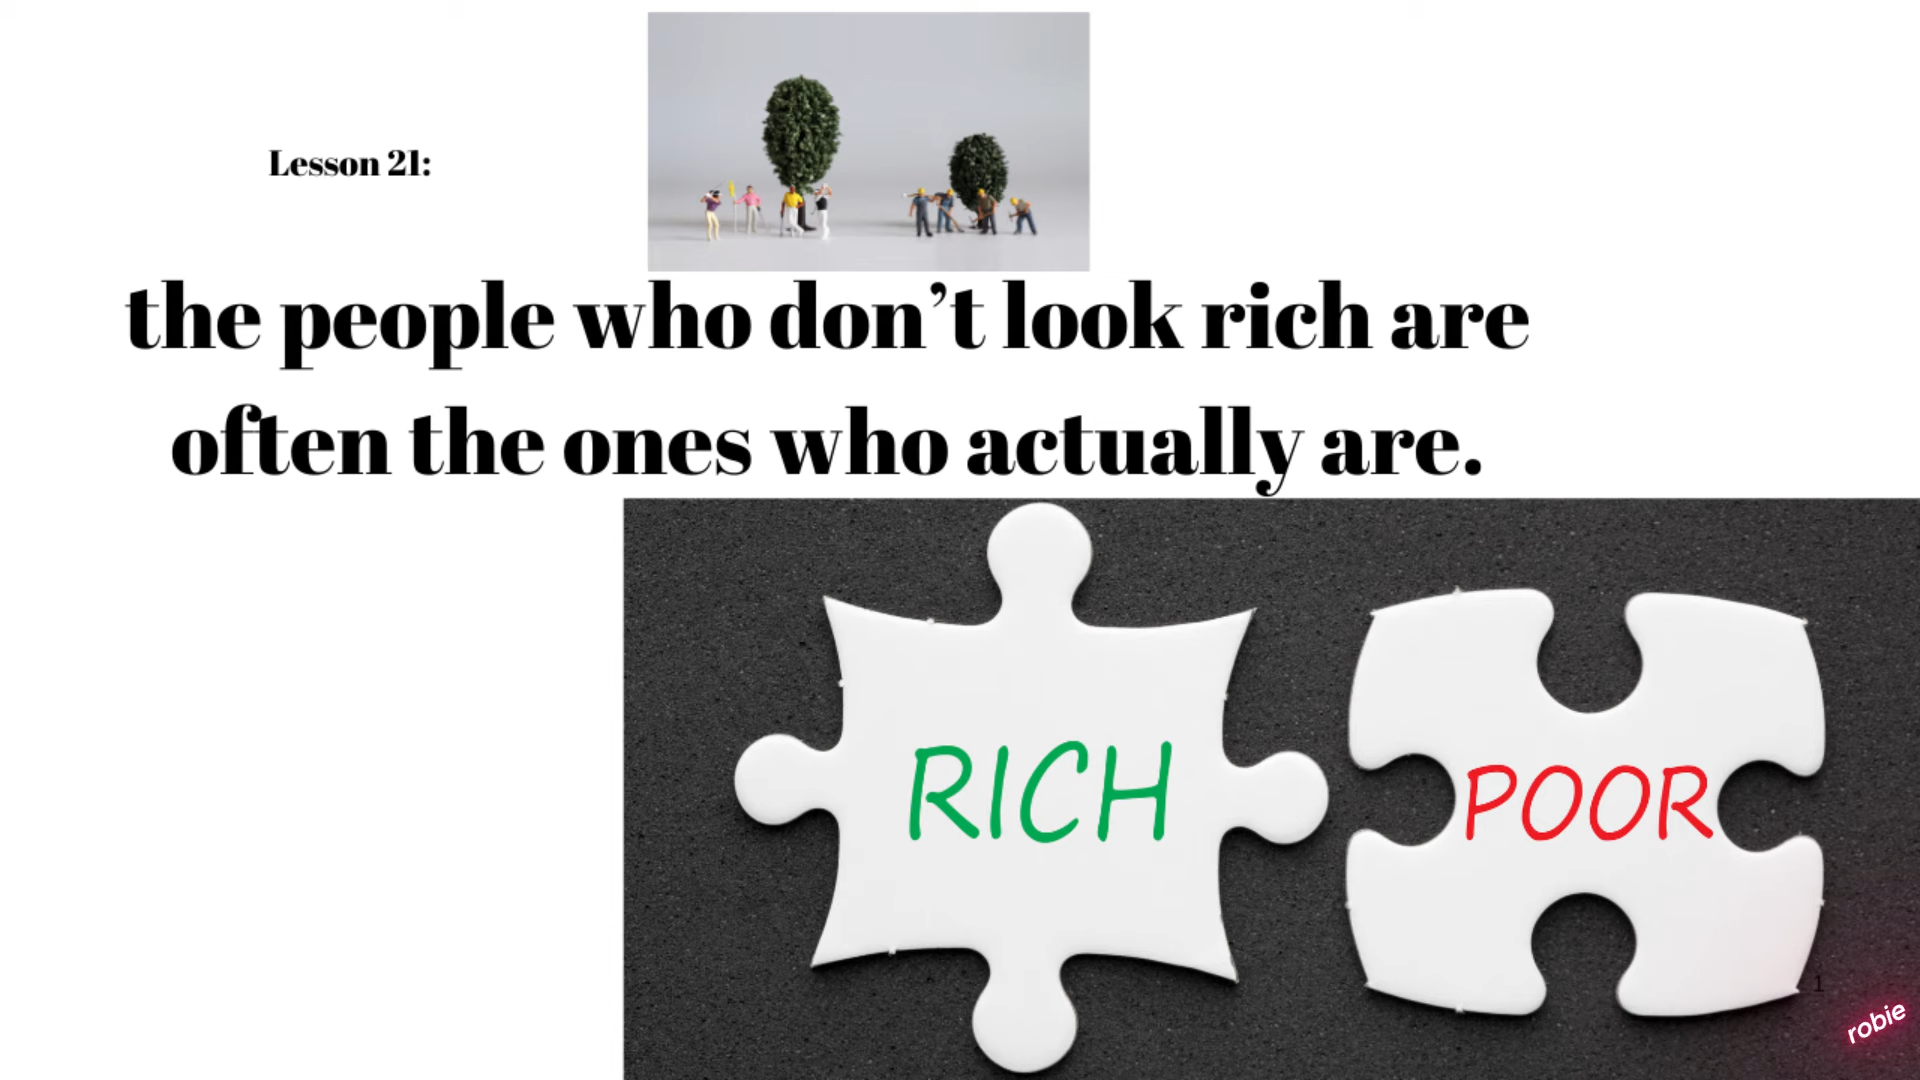 Lesson 21:
the people who don’t look rich are
often the ones who actually are.
RICH
POOR
1
robie